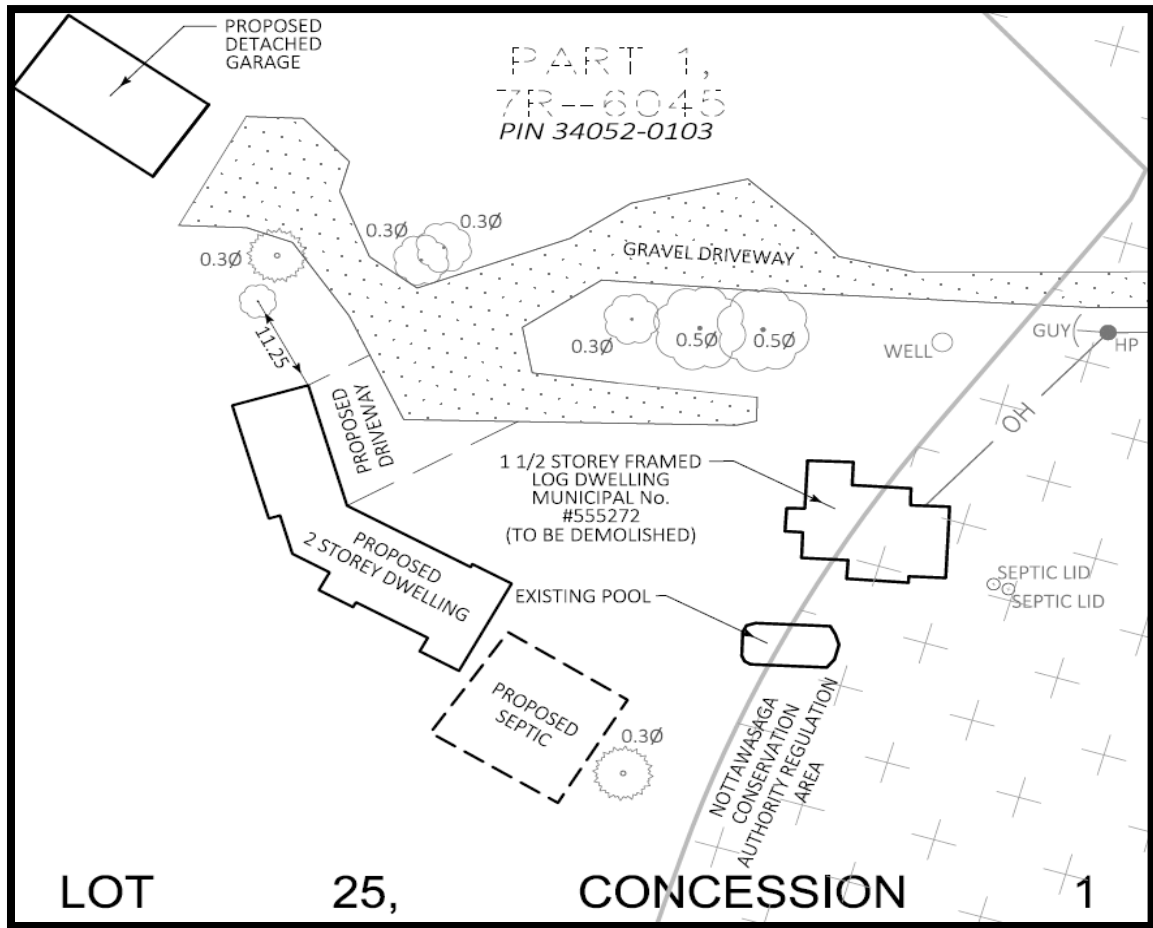 PROPOSED
DETACHED
GARAGE
PART 1,
7R--6045
PIN 34052-0103
0.3Ø
0.3Ø
0.3Ø
GRAVEL DRIVEWAY
11.25
0.3Ø
0.5Ø
0.5Ø
WELL
GUY
HP
OH
PROPOSED
DRIVEWAY
1 1/2 STOREY FRAMED
LOG DWELLING
MUNICIPAL No.
#555272
(TO BE DEMOLISHED)
PROPOSED
2 STOREY DWELLING
SEPTIC LID
SEPTIC LID
EXISTING POOL
PROPOSED
SEPTIC
0.3Ø
NOTTAWASAGA
CONSERVATION
AUTHORITY REGULATION
AREA
LOT 25, CONCESSION 1